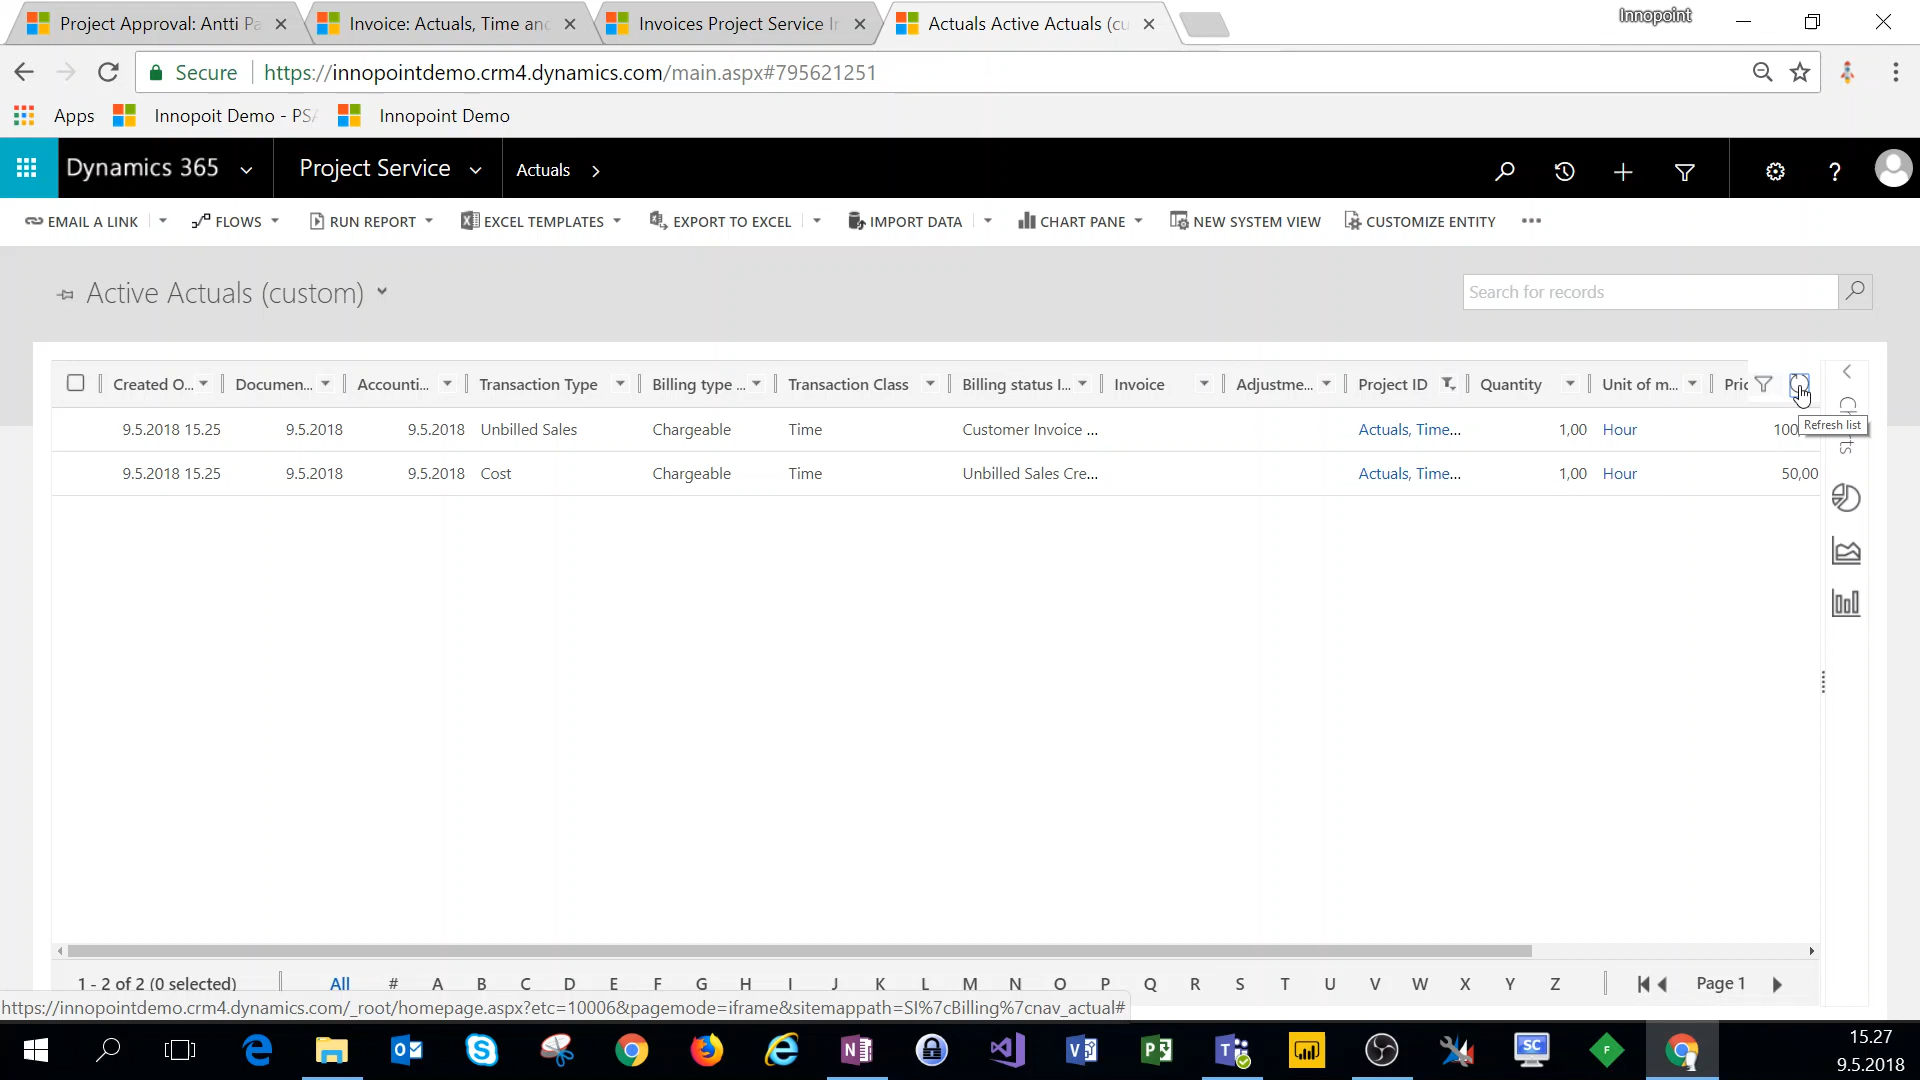 Project Approval: Antti Pa
Invoice: Actuals, Time and
Invoices Project Service In
Actuals Active Actuals (cu
Innopoint
Secure
https://innopointdemo.crm4.dynamics.com/main.aspx#795621251
Apps
Innopoit Demo - PSA
Innopoint Demo
Dynamics 365
Project Service
Actuals
EMAIL A LINK
FLOWS
RUN REPORT
EXCEL TEMPLATES
EXPORT TO EXCEL
IMPORT DATA
CHART PANE
NEW SYSTEM VIEW
CUSTOMIZE ENTITY
Active Actuals (custom)
Search for records
Created O... Documen... Accounti... Transaction Type Billing type ... Transaction Class Billing status I... Invoice Adjustme... Project ID Quantity Unit of m... Pric
9.5.2018 15.25 9.5.2018 9.5.2018 Unbilled Sales Chargeable Time Customer Invoice ... Actuals, Time... 1,00 Hour 100,
9.5.2018 15.25 9.5.2018 9.5.2018 Cost Chargeable Time Unbilled Sales Cre... Actuals, Time... 1,00 Hour 50,00
Refresh list
1 - 2 of 2 (0 selected)
All # A B C D E F G H I J K L M N O P Q R S T U V W X Y Z
Page 1
https://innopointdemo.crm4.dynamics.com/_root/homepage.aspx?etc=10006&pagemode=iframe&sitemappath=SI%7cBilling%7cnav_actual#
15.27
9.5.2018